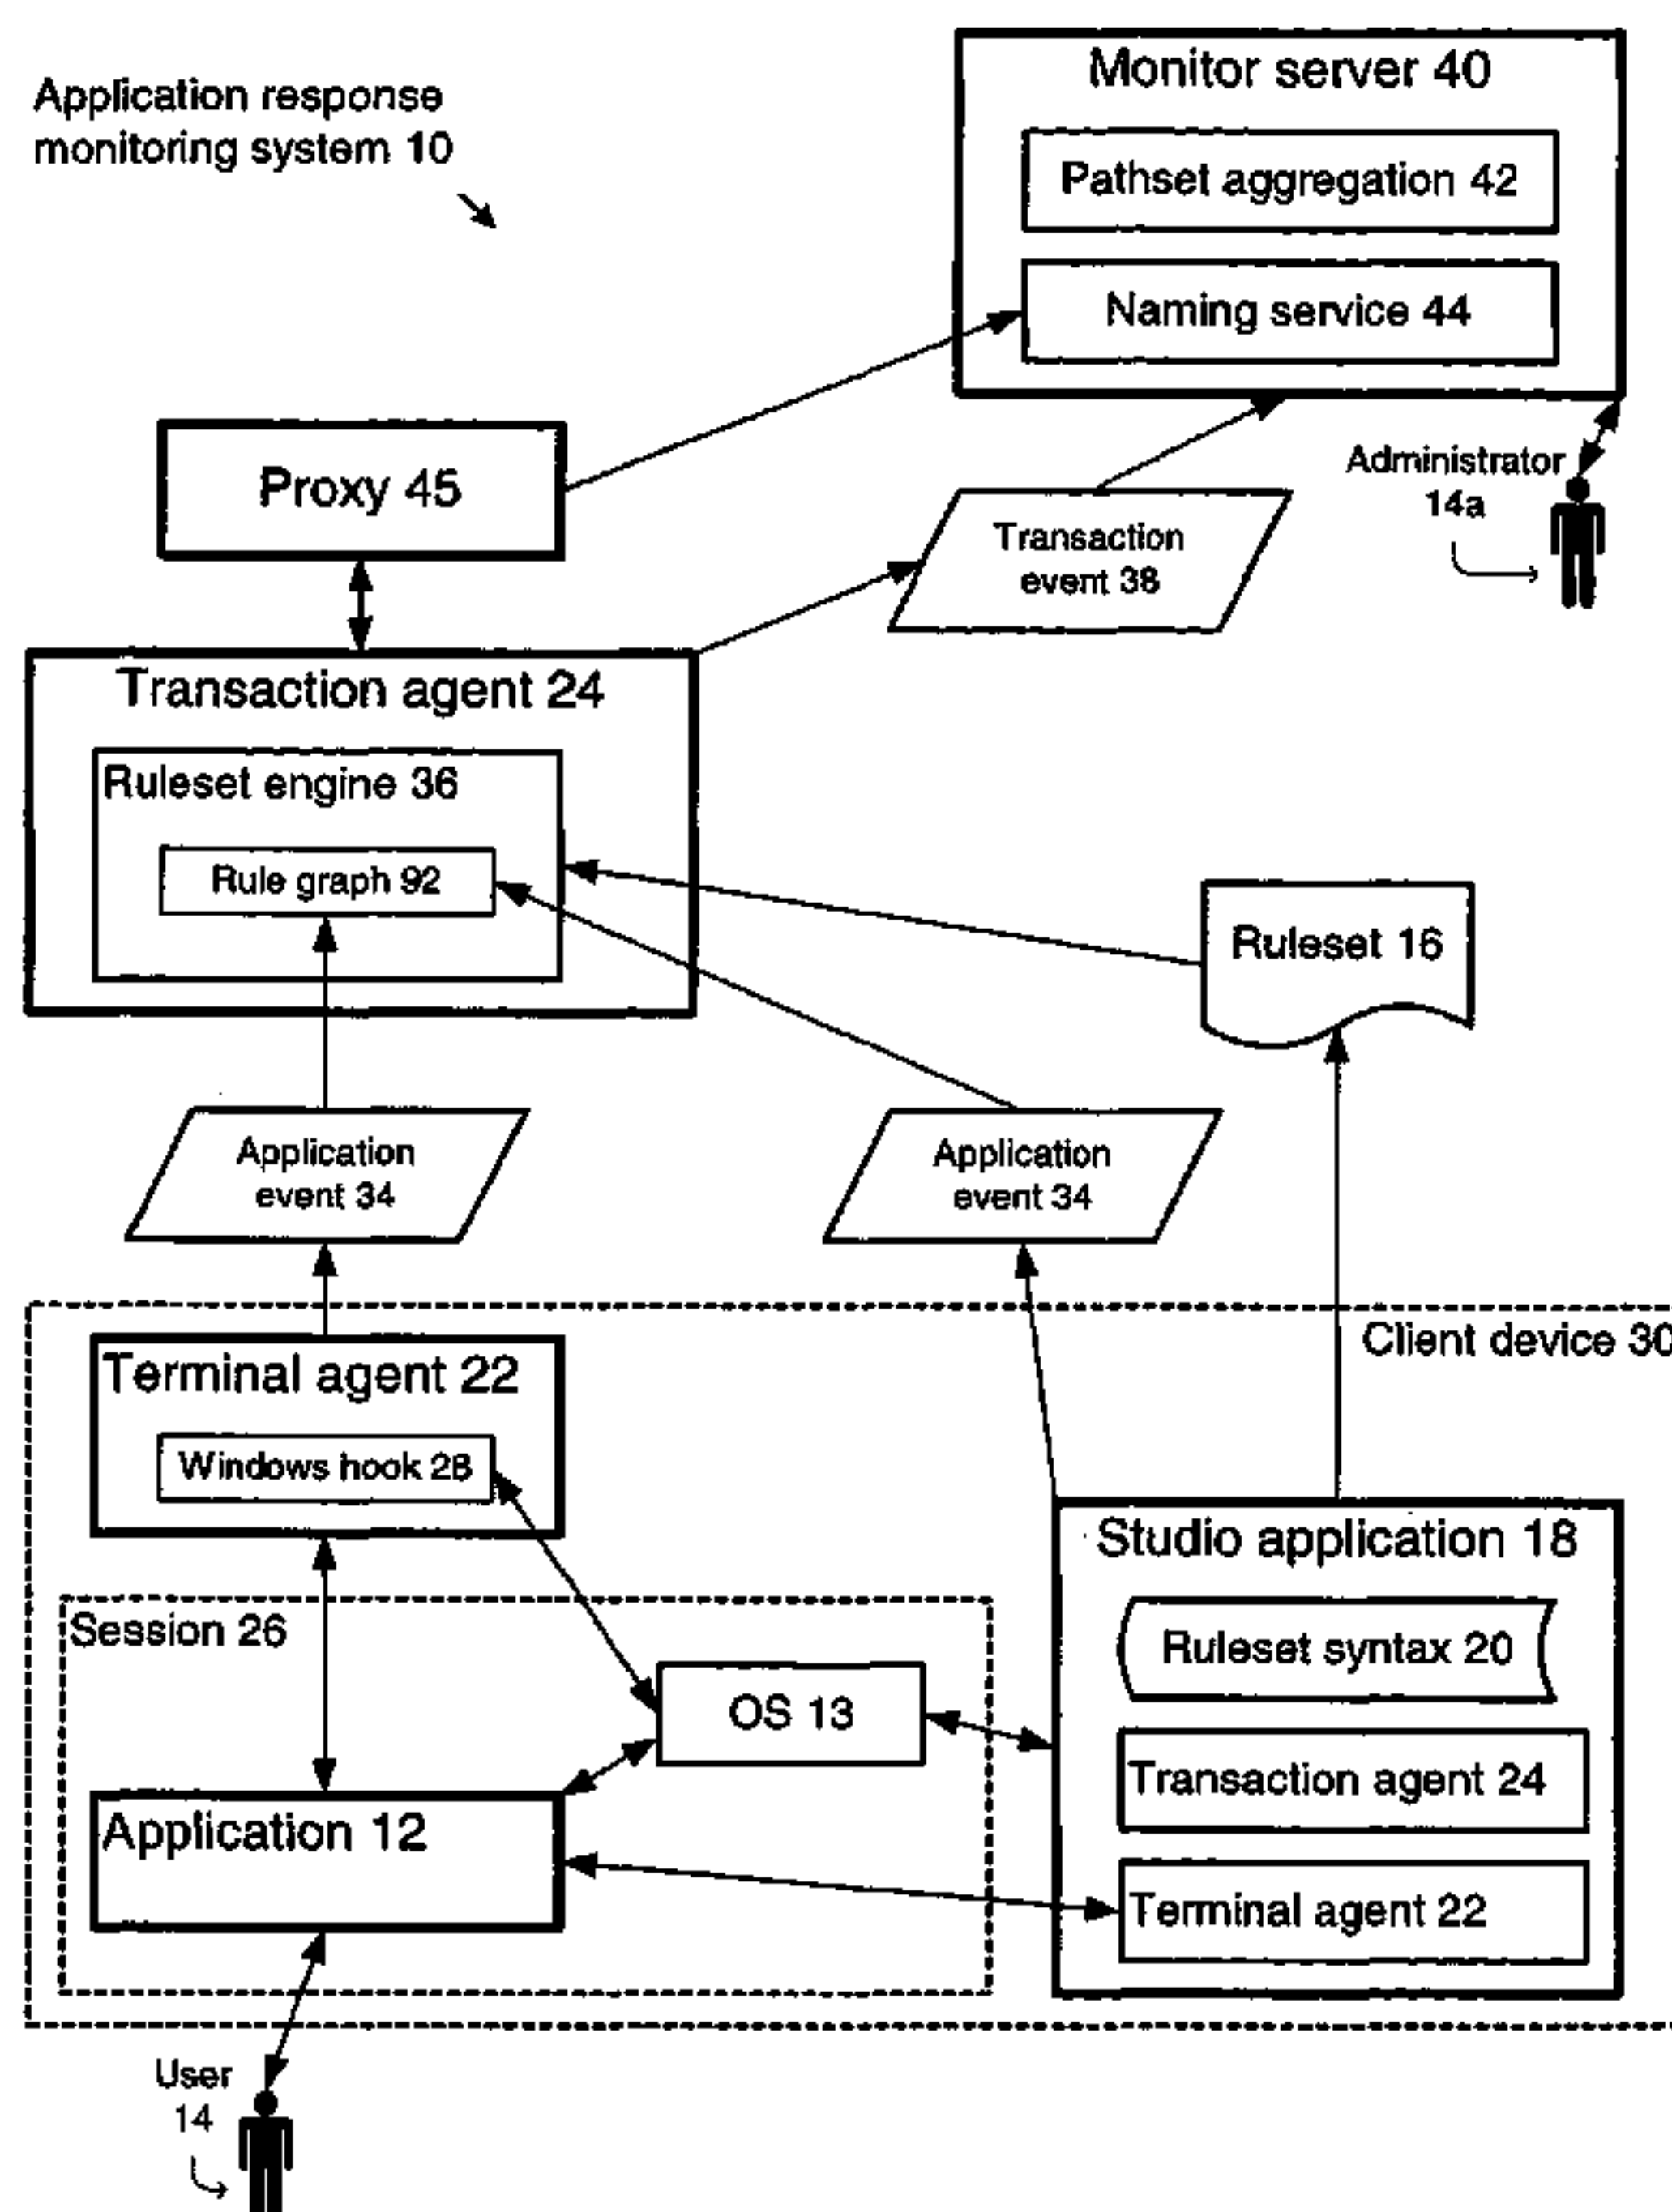 Application response
monitoring system 10
Monitor server 40
Pathset aggregation 42
Naming service 44
Proxy 45
Administrator
14a
Transaction
event 38
Transaction agent 24
Ruleset engine 36
Rule graph 92
Ruleset 16
Application
event 34
Application
event 34
Client device 30
Terminal agent 22
Windows hook 28
Studio application 18
Ruleset syntax 20
Transaction agent 24
Terminal agent 22
Session 26
OS 13
Application 12
User
14